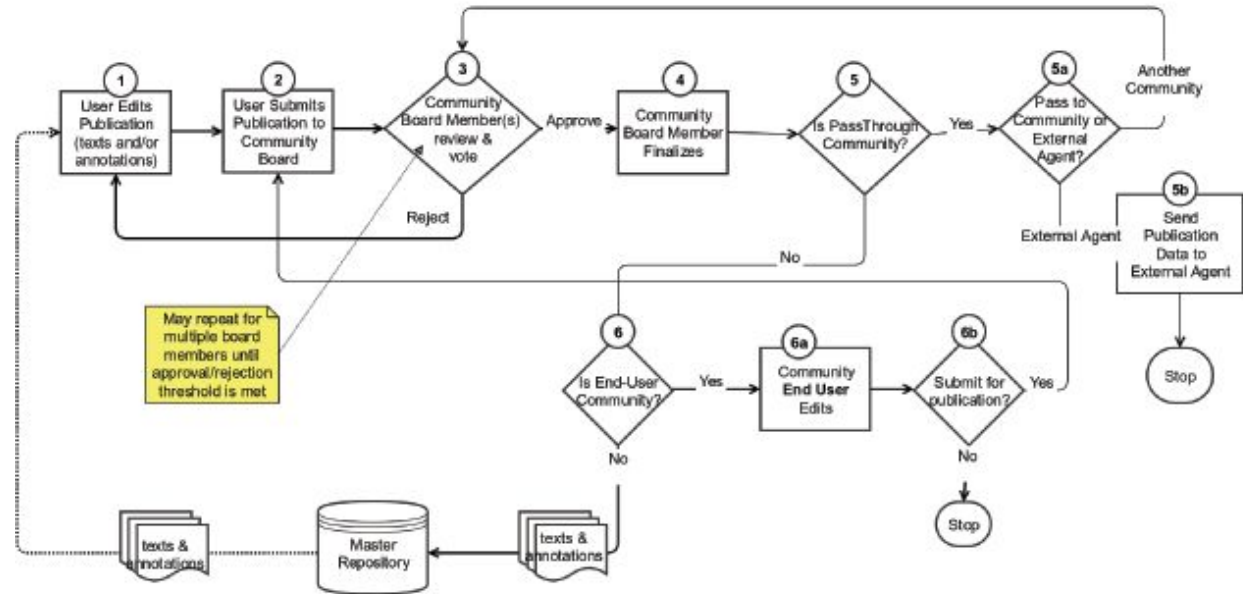 1
User Edits
Publication
(texts and/or
annotations)
2
User Submits
Publication to
Community
Board
3
Community
Board Member(s)
review &
vote
Approve
Reject
4
Community
Board Member
Finalizes
5
Is PassThrough
Community?
Yes
No
5a
Pass to
Community or
External
Agent?
Another
Community
External Agent
5b
Send
Publication
Data to
External Agent
Stop
May repeat for
multiple board
members until
approval/rejection
threshold is met
6
Is End-User
Community?
Yes
No
6a
Community
End User
Edits
6b
Submit for
publication?
Yes
No
Stop
texts &
annotations
Master
Repository
texts &
annotations